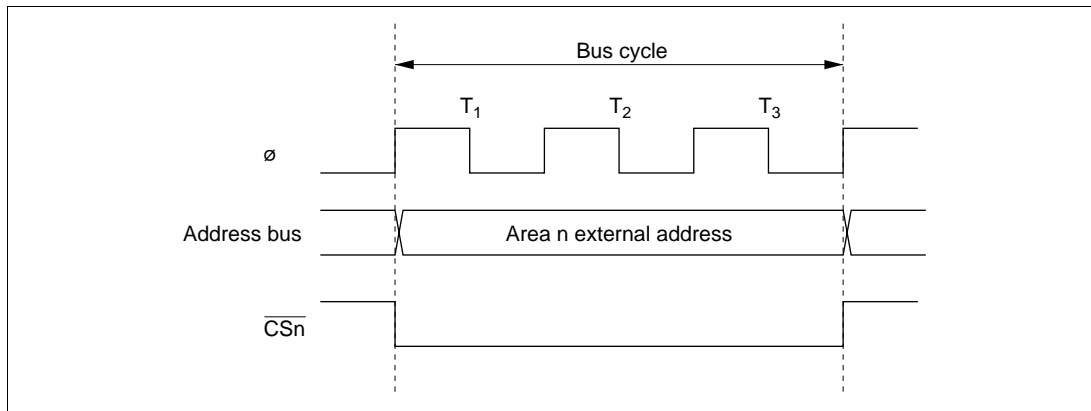 Bus cycle
T₁ T₂ T₃
ø
Address bus Area n external address
CSn